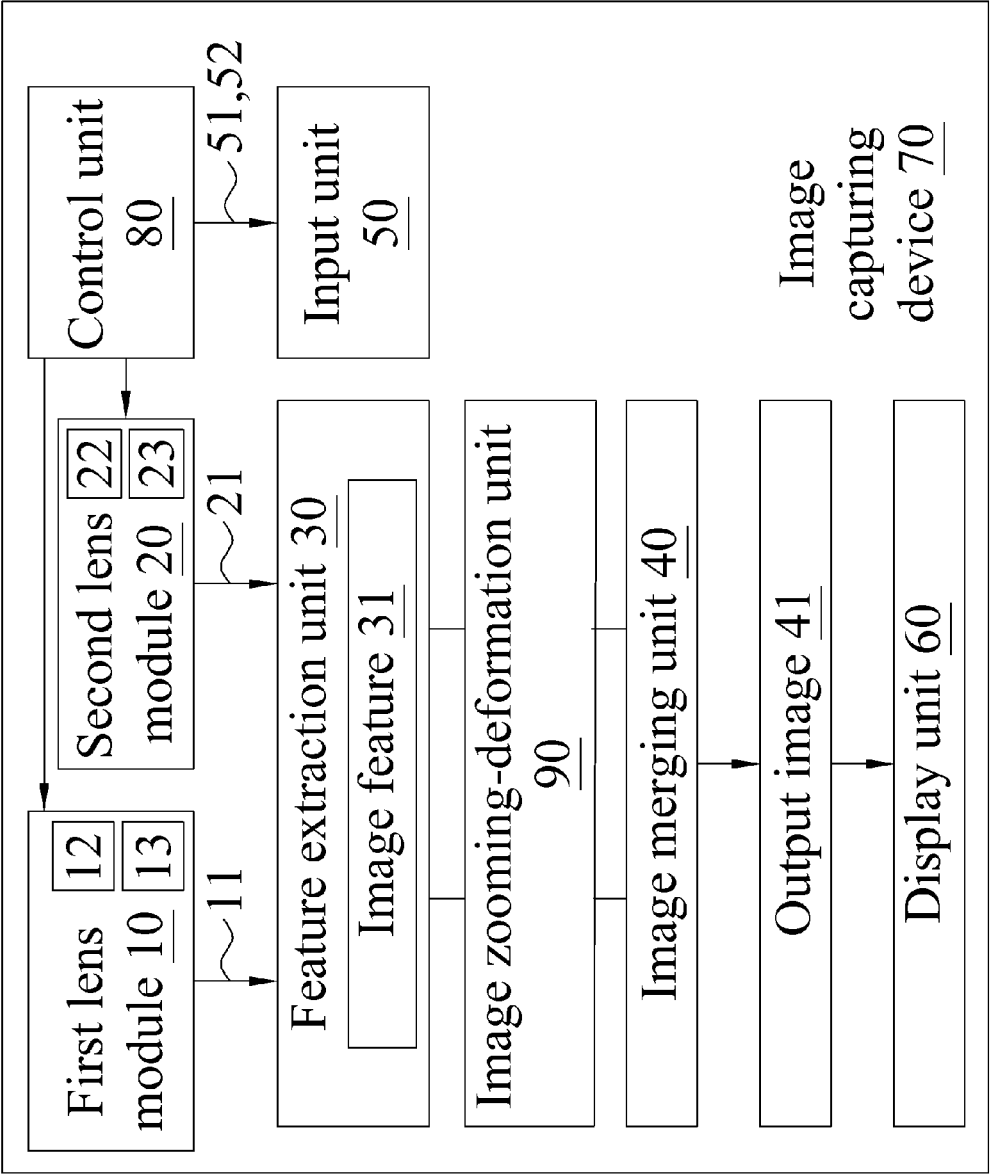 First lens
module 10
12
13
Second lens
module 20
22
23
Control unit
80
11
21
51,52
Feature extraction unit 30
Image feature 31
Input unit
50
Image zooming-deformation unit
90
Image merging unit 40
Output image 41
Display unit 60
Image
capturing
device 70